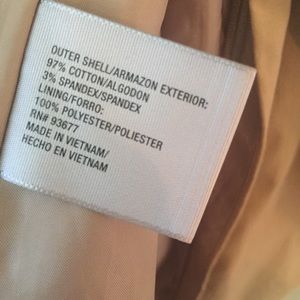 OUTER SHELL/ARMAZON EXTERIOR:
97% COTTON/ALGODON
3% SPANDEX/SPANDEX
LINING/FORRO:
100% POLYESTER/POLIESTER
RN# 93677
MADE IN VIETNAM/
HECHO EN VIETNAM